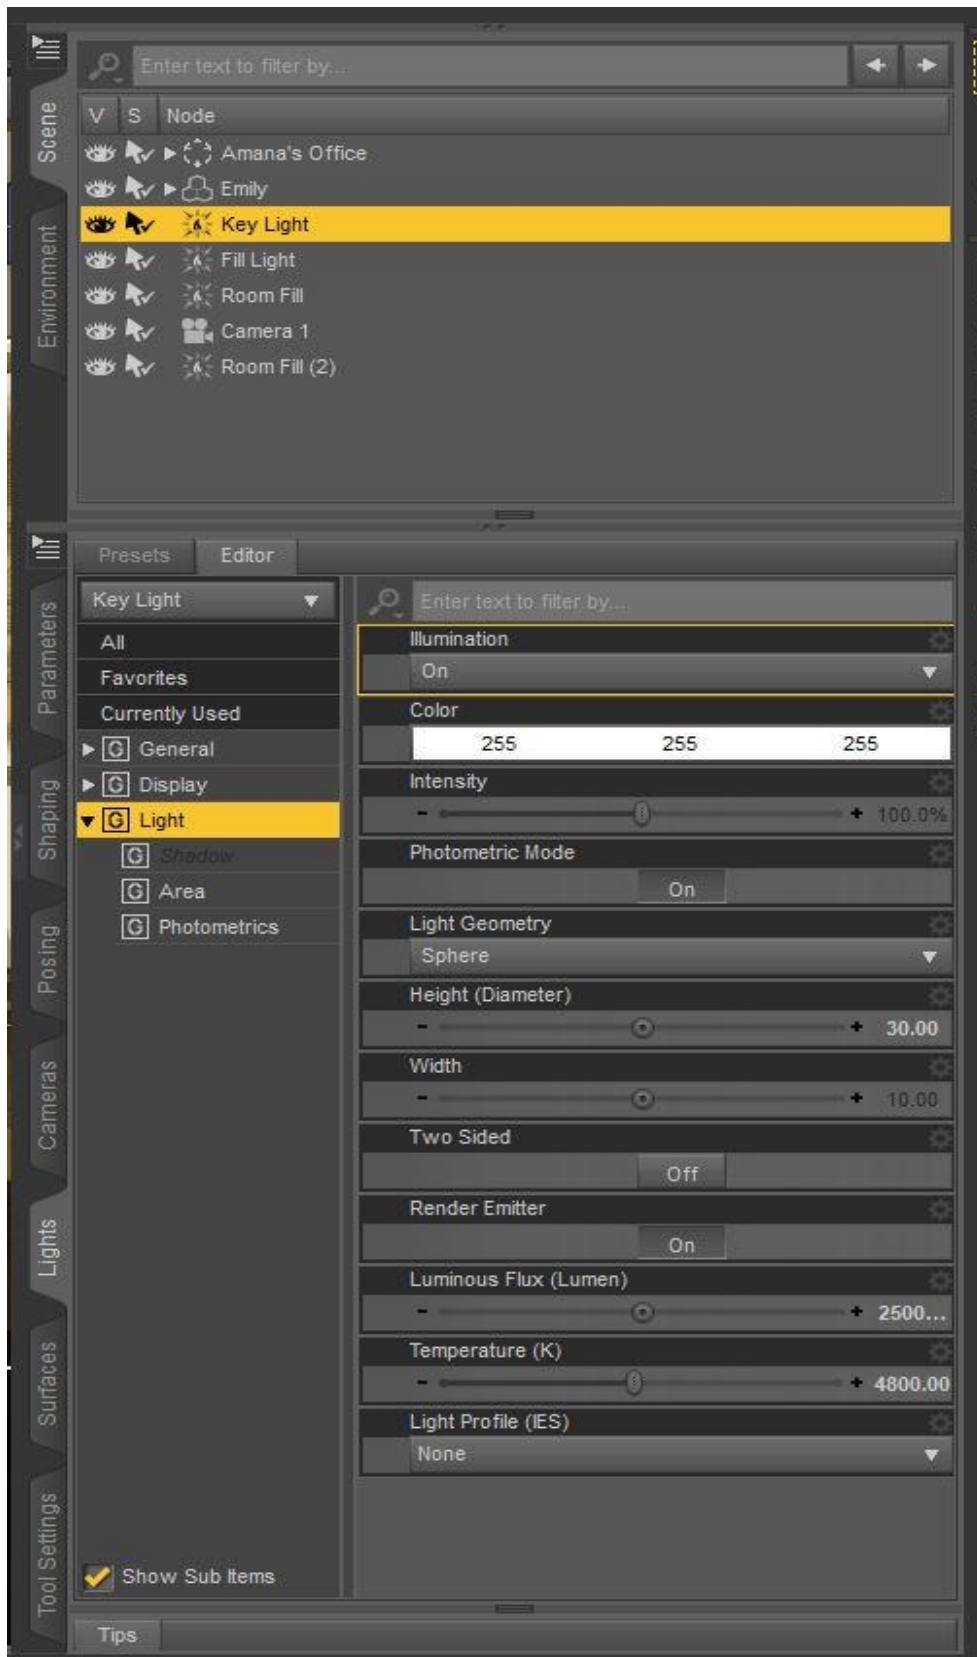 Enter text to filter by...
V S Node
Amana's Office
Emily
Key Light
Fill Light
Room Fill
Camera 1
Room Fill (2)
Scene
Environment
Presets Editor
Key Light
All
Favorites
Currently Used
G General
G Display
G Light
G Shadow
G Area
G Photometrics
Show Sub Items
Enter text to filter by...
Illumination
On
Color
255 255 255
Intensity
- + 100.0%
Photometric Mode
On
Light Geometry
Sphere
Height (Diameter)
- + 30.00
Width
- + 10.00
Two Sided
Off
Render Emitter
On
Luminous Flux (Lumen)
- + 2500...
Temperature (K)
- + 4800.00
Light Profile (IES)
None
Parameters
Shaping
Posing
Cameras
Lights
Surfaces
Tool Settings
Tips